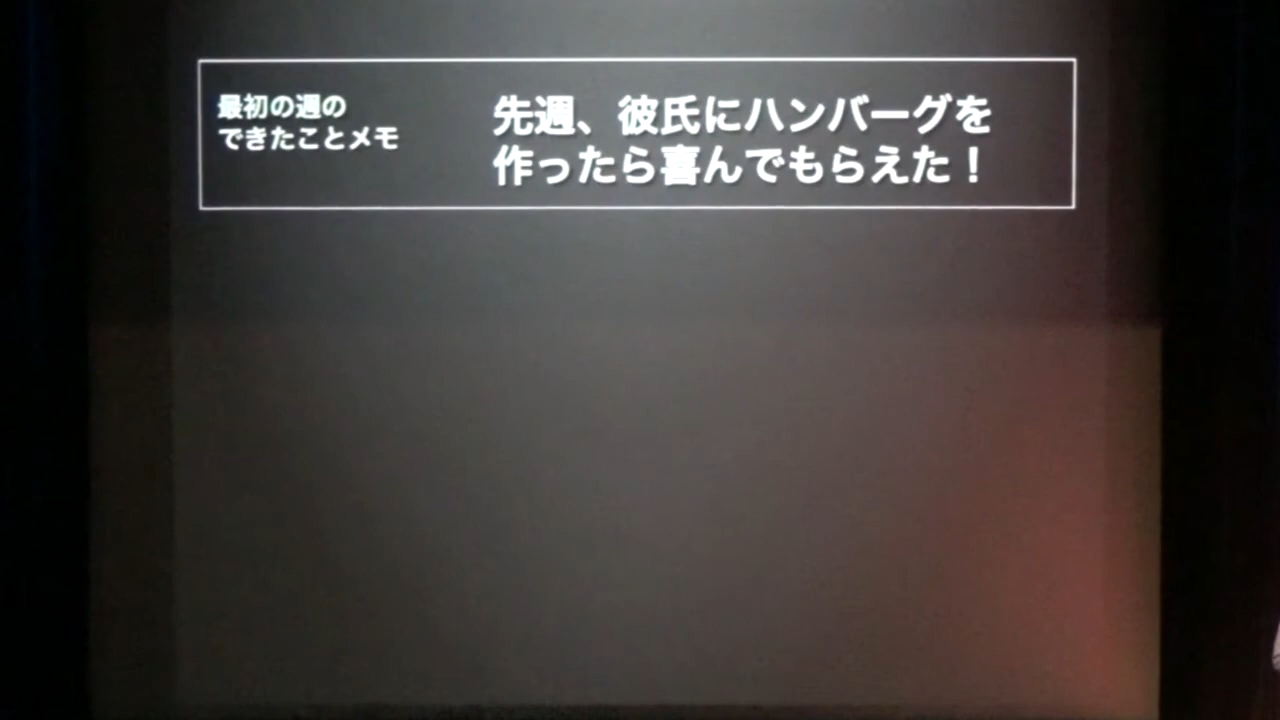 最初の週の
できたことメモ
先週、彼氏にハンバーグを
作ったら喜んでもらえた！